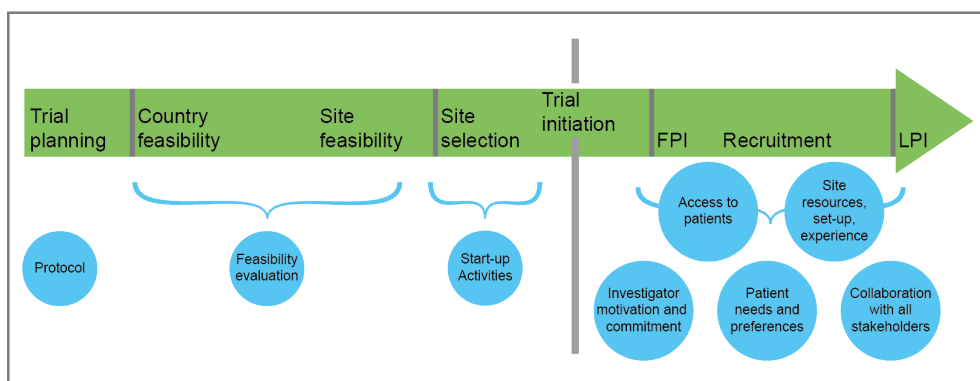 Trial
planning
Country
feasibility
Site
feasibility
Site
selection
Trial
initiation
FPI
Recruitment
LPI
Protocol
Feasibility
evaluation
Start-up
Activities
Access to
patients
Site
resources,
set-up,
experience
Investigator
motivation and
commitment
Patient
needs and
preferences
Collaboration
with all
stakeholders